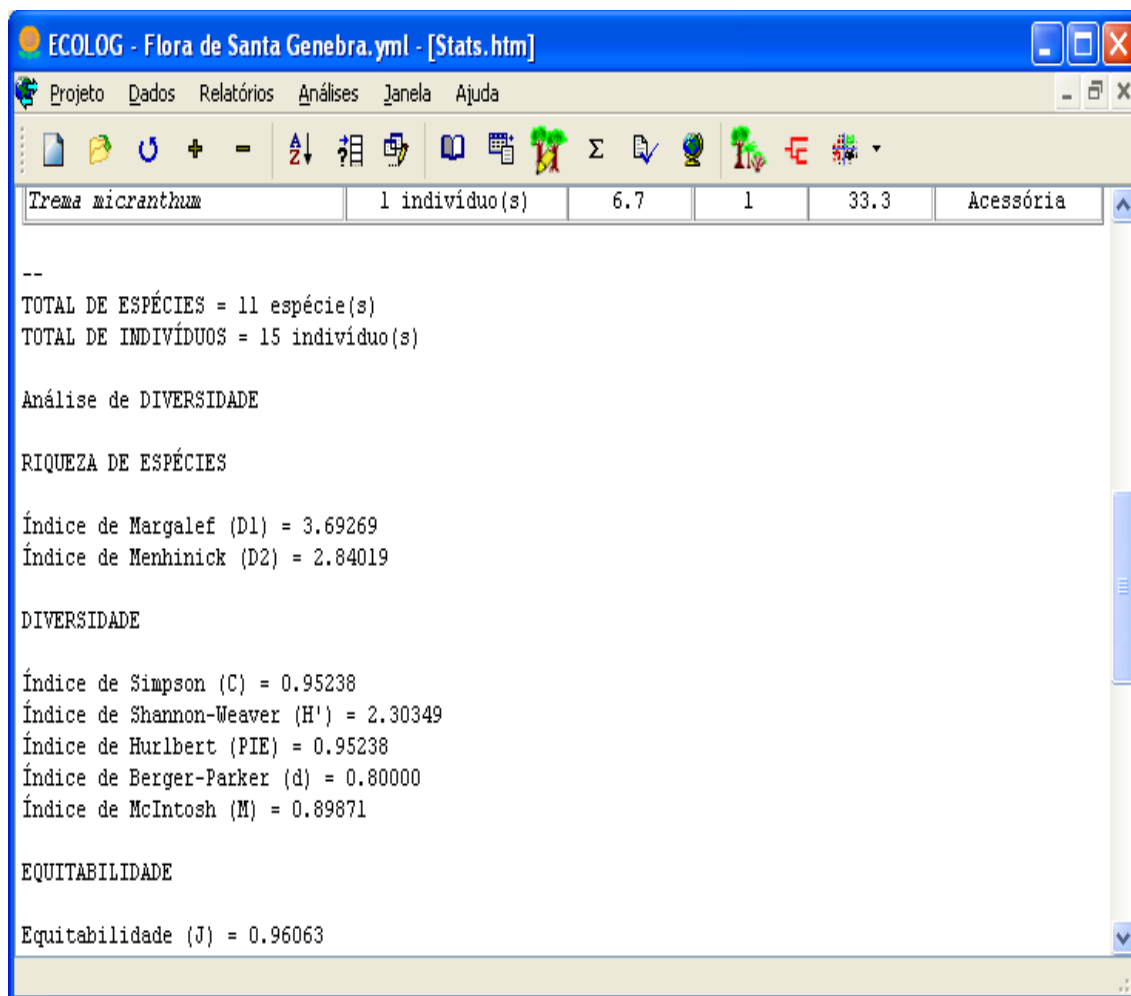 ECOLOG - Flora de Santa Genebra.yml - [Stats.htm]
Projeto Dados Relatórios Análises Janela Ajuda
Trema micranthum 1 indivíduo(s) 6.7 1 33.3 Acessória
--
TOTAL DE ESPÉCIES = 11 espécie(s)
TOTAL DE INDIVÍDUOS = 15 indivíduo(s)
Análise de DIVERSIDADE
RIQUEZA DE ESPÉCIES
Índice de Margalef (D1) = 3.69269
Índice de Menhinick (D2) = 2.84019
DIVERSIDADE
Índice de Simpson (C) = 0.95238
Índice de Shannon-Weaver (H') = 2.30349
Índice de Hurlbert (PIE) = 0.95238
Índice de Berger-Parker (d) = 0.80000
Índice de McIntosh (M) = 0.89871
EQUITABILIDADE
Equitabilidade (J) = 0.96063